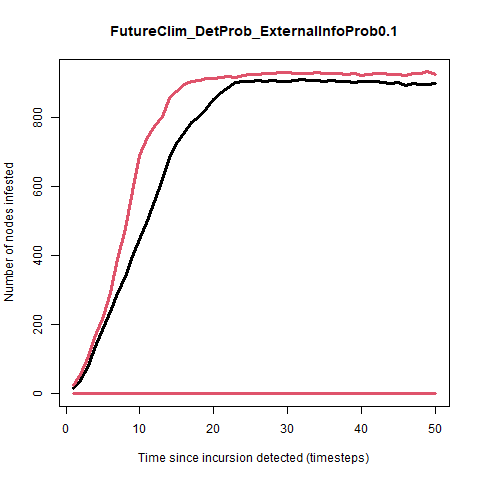 FutureClim_DetProb_ExternalInfoProb0.1
Number of nodes infested
800
600
400
200
0
0 10 20 30 40 50
Time since incursion detected (timesteps)